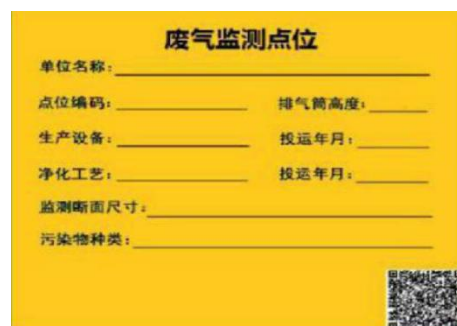 废气监测点位
单位名称:
点位编码: 排气筒高度:
生产设备: 投运年月:
净化工艺: 投运年月:
监测断面尺寸:
污染物种类: